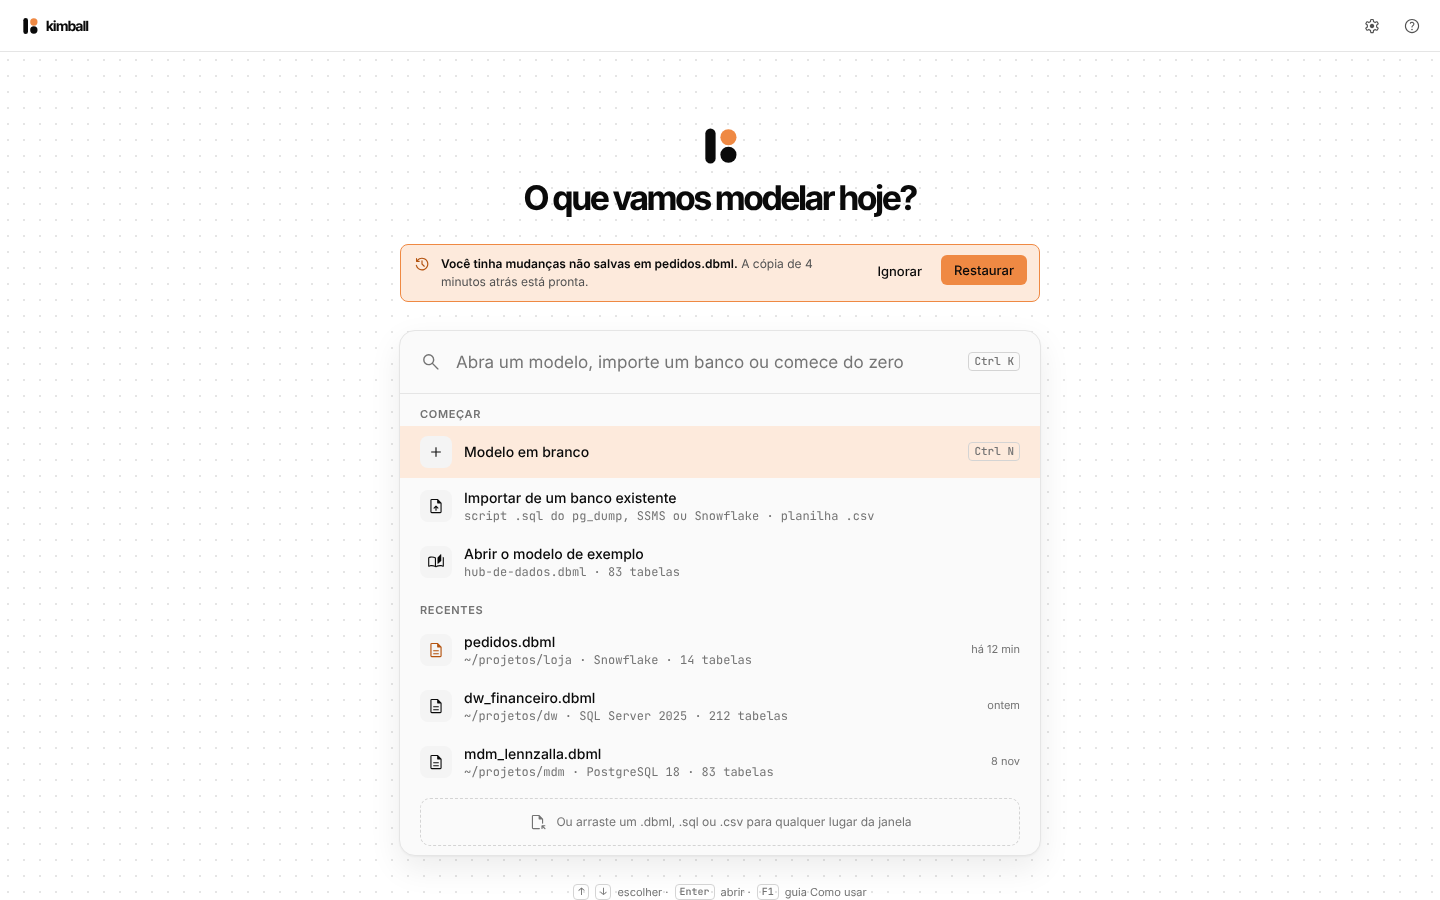 kimball
O que vamos modelar hoje?
Você tinha mudanças não salvas em pedidos.dbml. A cópia de 4
minutos atrás está pronta.
Ignorar
Restaurar
Abra um modelo, importe um banco ou comece do zero
Ctrl K
COMEÇAR
Modelo em branco
Ctrl N
Importar de um banco existente
script .sql do pg_dump, SSMS ou Snowflake · planilha .csv
Abrir o modelo de exemplo
hub-de-dados.dbml · 83 tabelas
RECENTES
pedidos.dbml
~/projetos/loja · Snowflake · 14 tabelas
há 12 min
dw_financeiro.dbml
~/projetos/dw · SQL Server 2025 · 212 tabelas
ontem
mdm_lennzalla.dbml
~/projetos/mdm · PostgreSQL 18 · 83 tabelas
8 nov
Ou arraste um .dbml, .sql ou .csv para qualquer lugar da janela
↑ ↓ escolher · Enter abrir · F1 guia Como usar